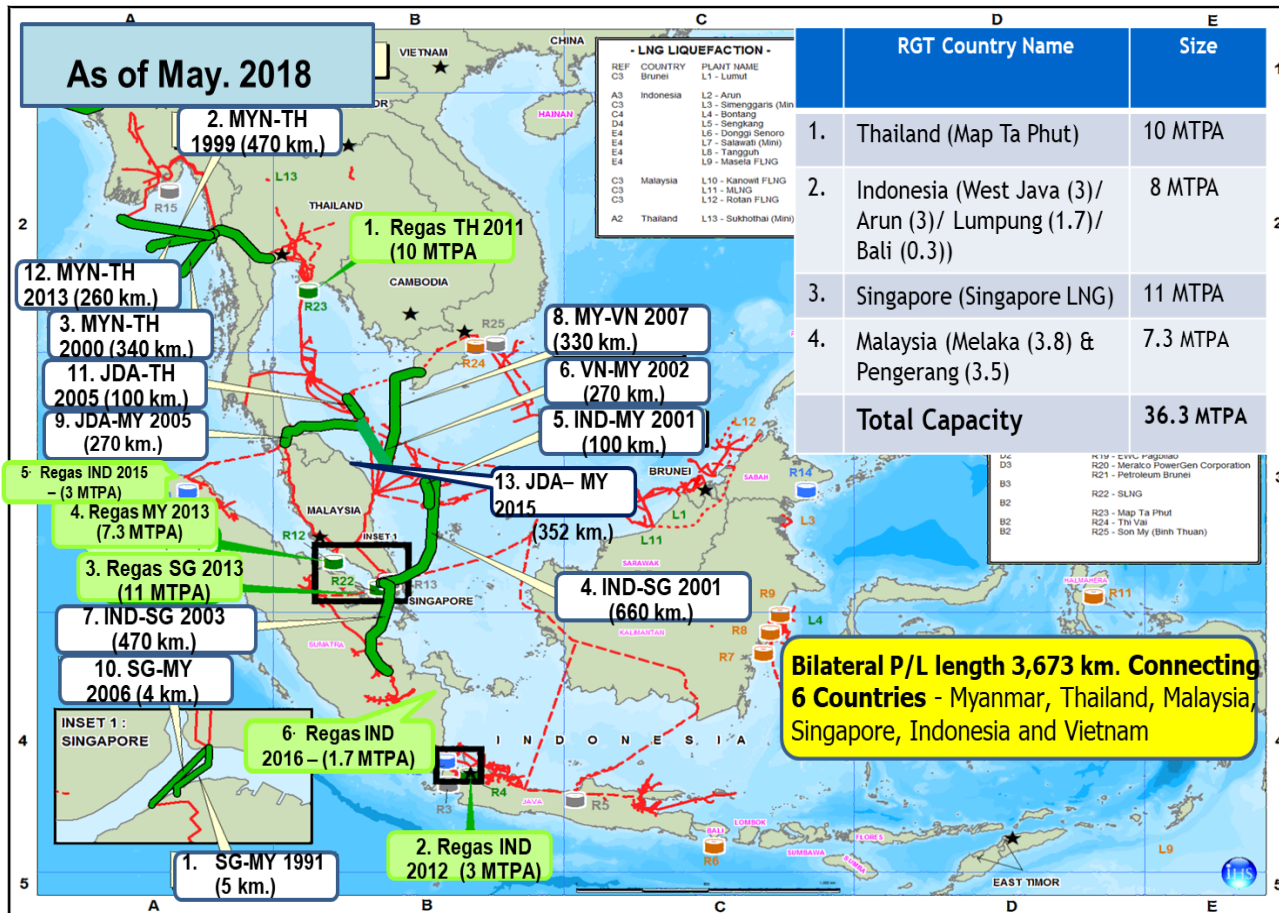 A
B
C
D
E
As of May. 2018
VIETNAM
CHINA
HAINAN
- LNG LIQUEFACTION -
REF COUNTRY PLANT NAME
C3 Brunei L1 - Lumut
A3 Indonesia L2 - Arun
C3 L3 - Simenggaris (Min
C4 L4 - Bontang
D4 L5 - Sengkang
E4 L6 - Donggi Senoro
E4 L7 - Salawati (Mini)
E4 L8 - Tangguh
E4 L9 - Masela FLNG
C3 Malaysia L10 - Kanowit FLNG
C3 L11 - MLNG
C3 L12 - Rotan FLNG
A2 Thailand L13 - Sukhothai (Mini)
RGT Country Name Size
1. Thailand (Map Ta Phut) 10 MTPA
2. Indonesia (West Java (3)/ 8 MTPA
Arun (3)/ Lumpung (1.7)/
Bali (0.3))
3. Singapore (Singapore LNG) 11 MTPA
4. Malaysia (Melaka (3.8) & 7.3 MTPA
Pengerang (3.5)
Total Capacity 36.3 MTPA
1
2
3
4
5
2. MYN-TH
1999 (470 km.)
L13
R15
THAILAND
1. Regas TH 2011
(10 MTPA
12. MYN-TH
2013 (260 km.)
CAMBODIA
R23
R25
R24
3. MYN-TH
2000 (340 km.)
8. MY-VN 2007
(330 km.)
11. JDA-TH
2005 (100 km.)
6. VN-MY 2002
(270 km.)
9. JDA-MY 2005
(270 km.)
5. IND-MY 2001
(100 km.)
L12
BRUNEI
SABAH
R14
5. Regas IND 2015
– (3 MTPA)
13. JDA– MY
2015
(352 km.)
4. Regas MY 2013
(7.3 MTPA)
MALAYSIA
L1
L3
L11
R12
INSET 1
SARAWAK
3. Regas SG 2013
(11 MTPA)
R22
R13
SINGAPORE
4. IND-SG 2001
(660 km.)
7. IND-SG 2003
(470 km.)
SUMATRA
KALIMANTAN
R9
R8
R7
L4
HALMAHERA
R11
D2 R19 - EWC Pagbilao
D3 R20 - Meralco PowerGen Corporation
R21 - Petroleum Brunei
B3
R22 - SLNG
B2
R23 - Map Ta Phut
B2 R24 - Thi Vai
B2 R25 - Son My (Binh Thuan)
10. SG-MY
2006 (4 km.)
Bilateral P/L length 3,673 km. Connecting
6 Countries - Myanmar, Thailand, Malaysia,
Singapore, Indonesia and Vietnam
INSET 1 :
SINGAPORE
6. Regas IND
2016 – (1.7 MTPA)
INDONESIA
R3
R4
JAVA
R5
BALI
LOMBOK
FLORES
SUMBAWA
SUMBA
R6
L9
EAST TIMOR
2. Regas IND
2012 (3 MTPA)
1. SG-MY 1991
(5 km.)
IHS
1
2
3
4
5
A
B
C
D
E